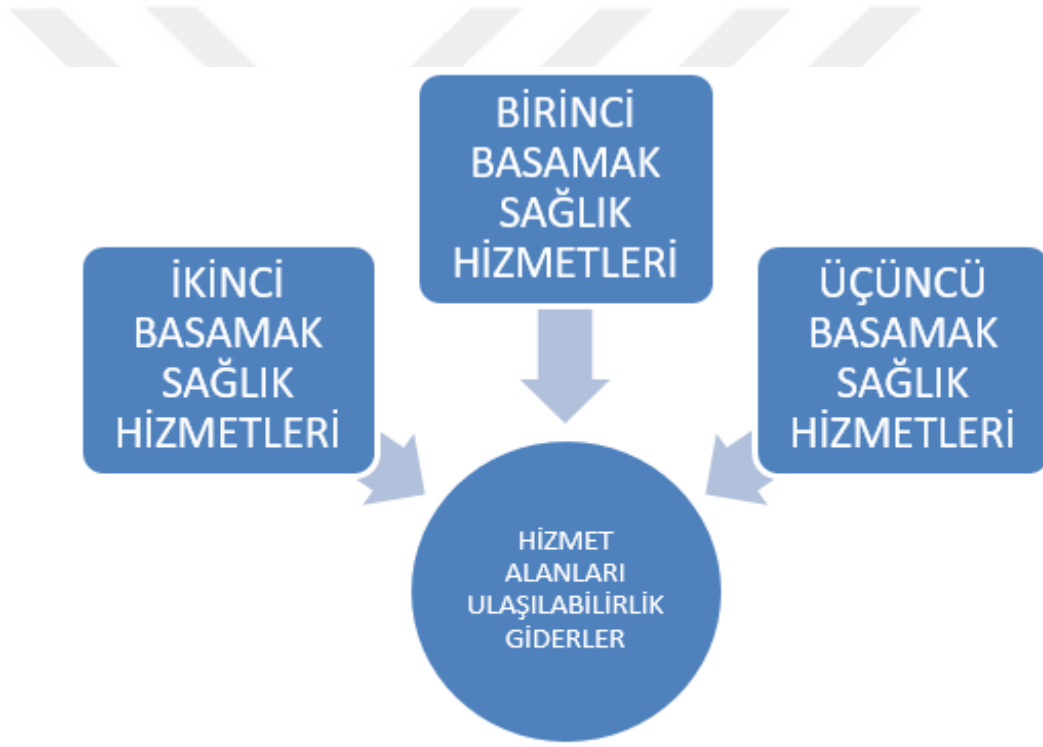 BİRİNCİ
BASAMAK
SAĞLIK
HİZMETLERİ
İKİNCİ
BASAMAK
SAĞLIK
HİZMETLERİ
ÜÇÜNCÜ
BASAMAK
SAĞLIK
HİZMETLERİ
HİZMET
ALANLARI
ULAŞILABİLİRLİK
GİDERLER